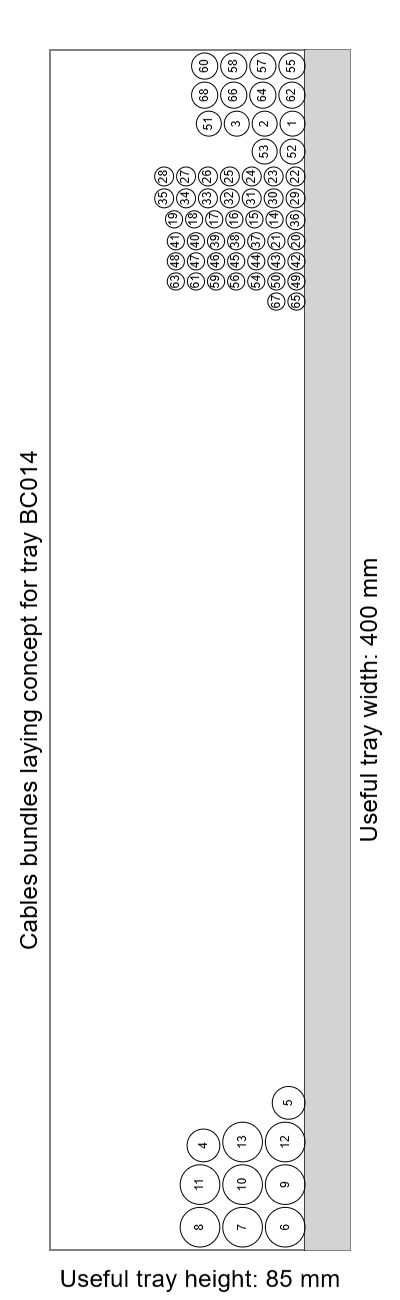 60 58 57 55
68 66 64 62
51 3 2 1
53 52
28 27 26 25 24 23 22
35 34 33 32 31 30 29
19 18 17 16 15 14 36
41 40 39 38 37 21 20
48 47 46 45 44 43 42
63 61 59 56 54 50 49
67 65
Cables bundles laying concept for tray BC014
Useful tray width: 400 mm
5
4 13 12
11 10 9
8 7 6
Useful tray height: 85 mm